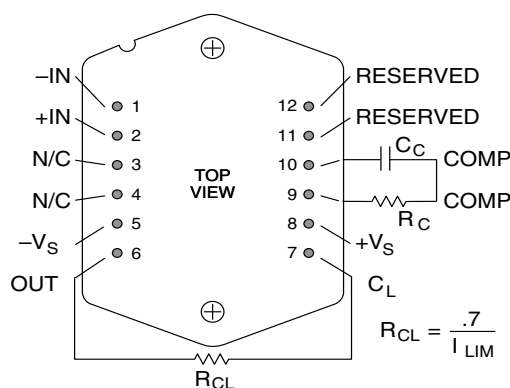 –IN
+IN
N/C
N/C
–VS
OUT
1
2
3
4
5
6
TOP
VIEW
12
11
10
9
8
7
RESERVED
RESERVED
CC
COMP
COMP
RC
+VS
CL
RCL
RCL = .7 / I LIM